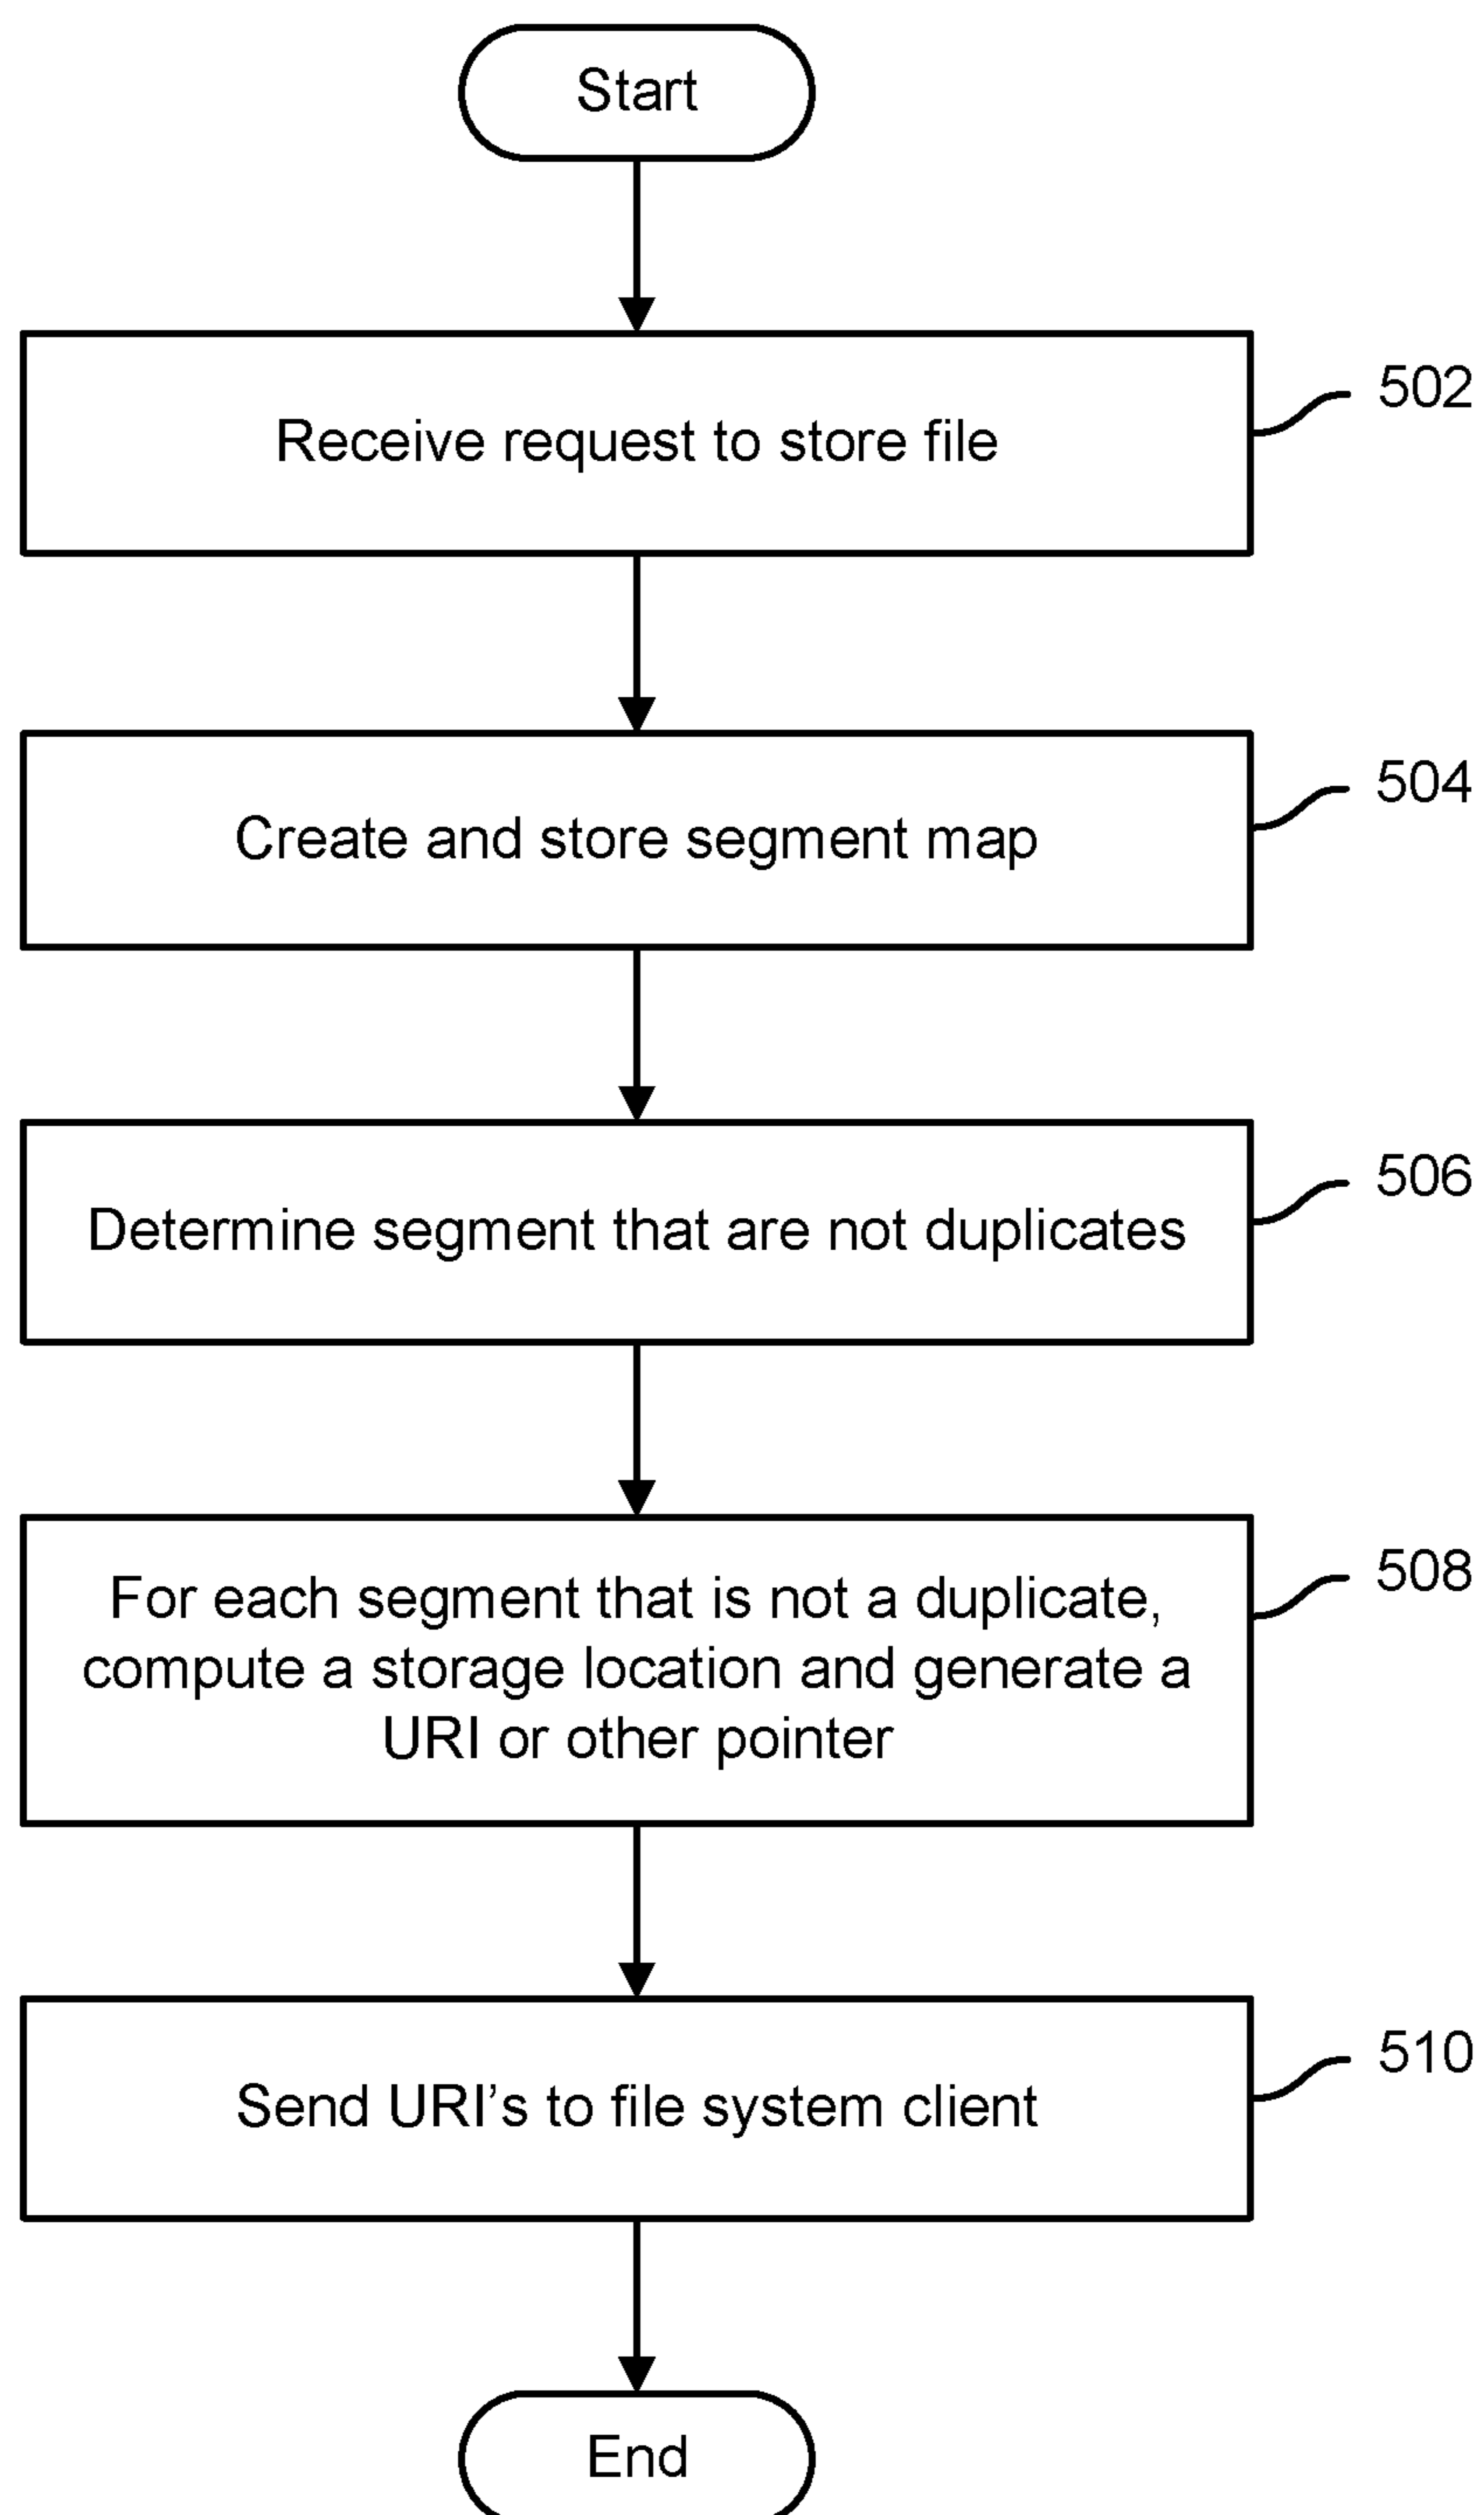 Start
Receive request to store file
502
Create and store segment map
504
Determine segment that are not duplicates
506
For each segment that is not a duplicate,
compute a storage location and generate a
URI or other pointer
508
Send URI's to file system client
510
End